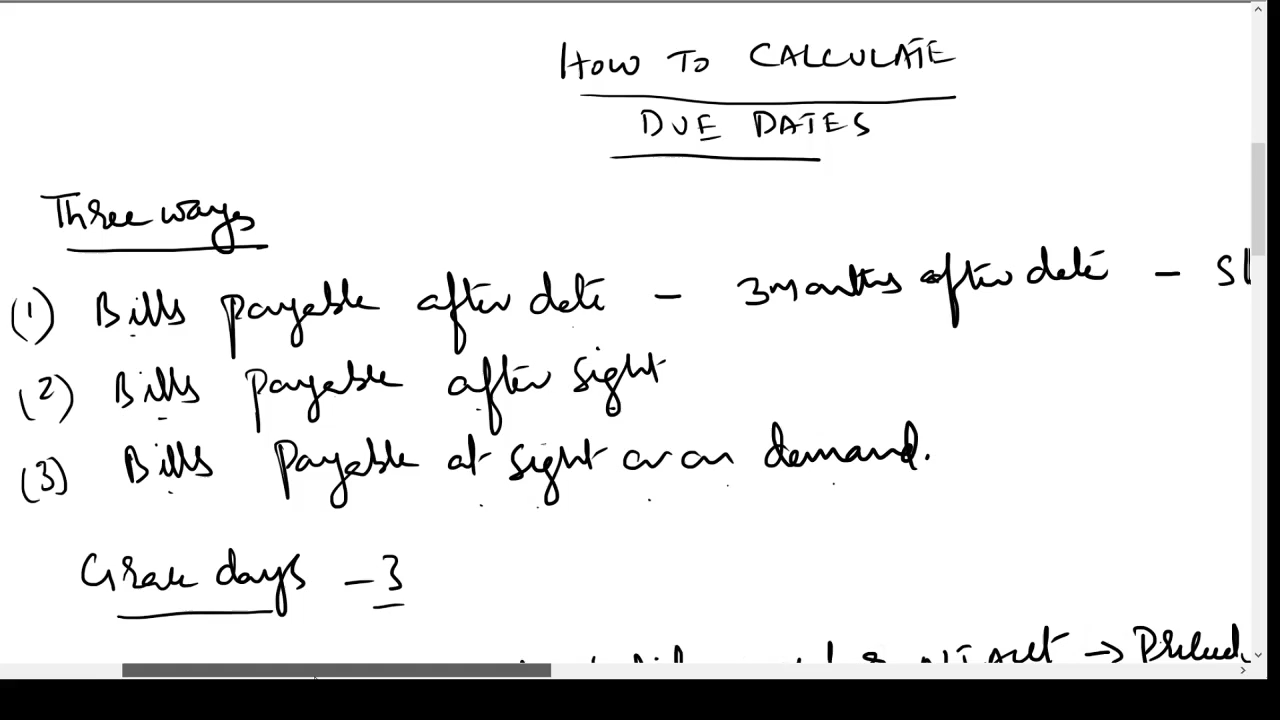 HOW TO CALCULATE
DUE DATES
Three ways
(1) Bills payable after date – 3 months after date –
(2) Bills payable after sight
(3) Bills payable at sight or on demand.
Grace days – 3